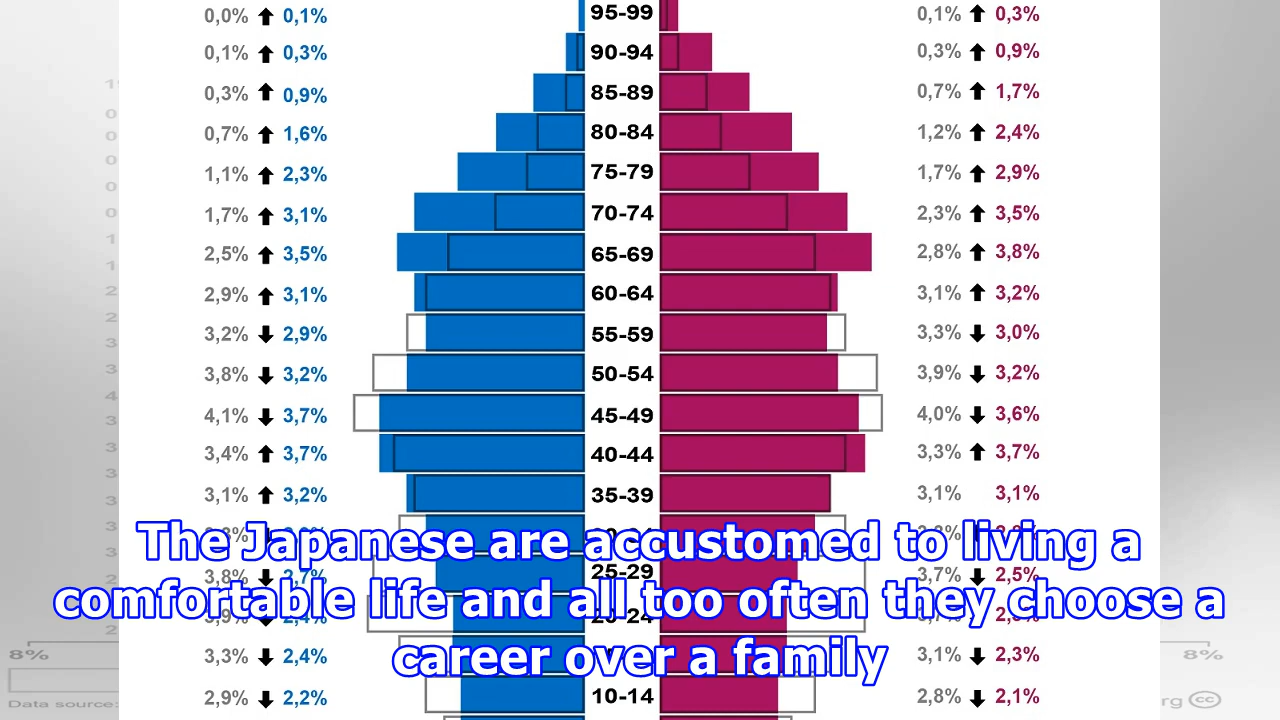 0,0% 0,1% 95-99 0,1% 0,3%
0,1% 0,3% 90-94 0,3% 0,9%
0,3% 0,9% 85-89 0,7% 1,7%
0,7% 1,6% 80-84 1,2% 2,4%
1,1% 2,3% 75-79 1,7% 2,9%
1,7% 3,1% 70-74 2,3% 3,5%
2,5% 3,5% 65-69 2,8% 3,8%
2,9% 3,1% 60-64 3,1% 3,2%
3,2% 2,9% 55-59 3,3% 3,0%
3,8% 3,2% 50-54 3,9% 3,2%
4,1% 3,7% 45-49 4,0% 3,6%
3,4% 3,7% 40-44 3,3% 3,7%
3,1% 3,2% 35-39 3,1% 3,1%
The Japanese are accustomed to living a
3,8% 2,7% 25-29 3,7% 2,5%
comfortable life and all too often they choose a
career over a family
3,3% 2,4% 3,1% 2,3%
8% 8%
2,9% 2,2% 10-14 2,8% 2,1%
Data source: